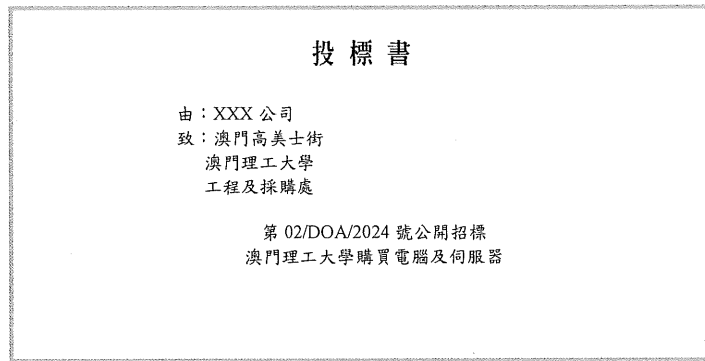 投標書
由：XXX 公司
致：澳門高美士街
澳門理工大學
工程及採購處
第 02/DOA/2024 號公開招標
澳門理工大學購買電腦及伺服器